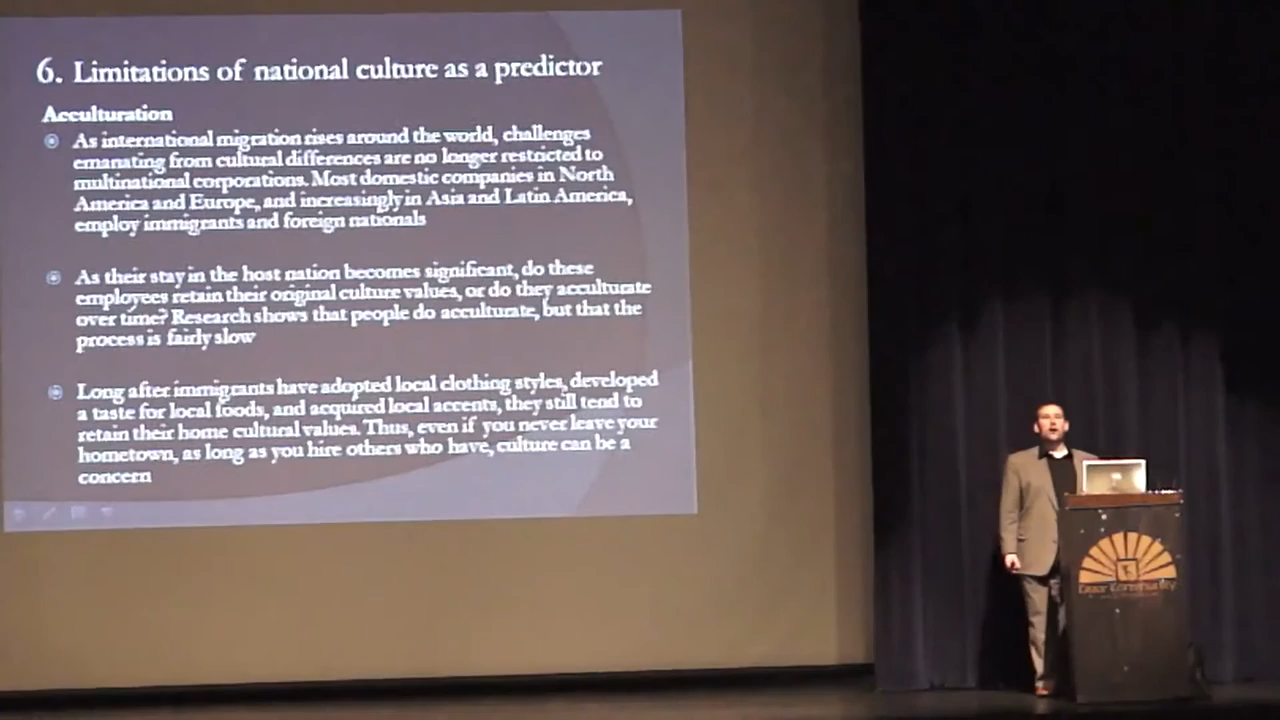 6. Limitations of national culture as a predictor
Acculturation
As international migration rises around the world, challenges
emanating from cultural differences are no longer restricted to
multinational corporations. Most domestic companies in North
America and Europe, and increasingly in Asia and Latin America,
employ immigrants and foreign nationals
As their stay in the host nation becomes significant, do these
employees retain their original culture values, or do they acculturate
over time? Research shows that people do acculturate, but that the
process is fairly slow
Long after immigrants have adopted local clothing styles, developed
a taste for local foods, and acquired local accents, they still tend to
retain their home cultural values. Thus, even if you never leave your
hometown, as long as you hire others who have, culture can be a
concern